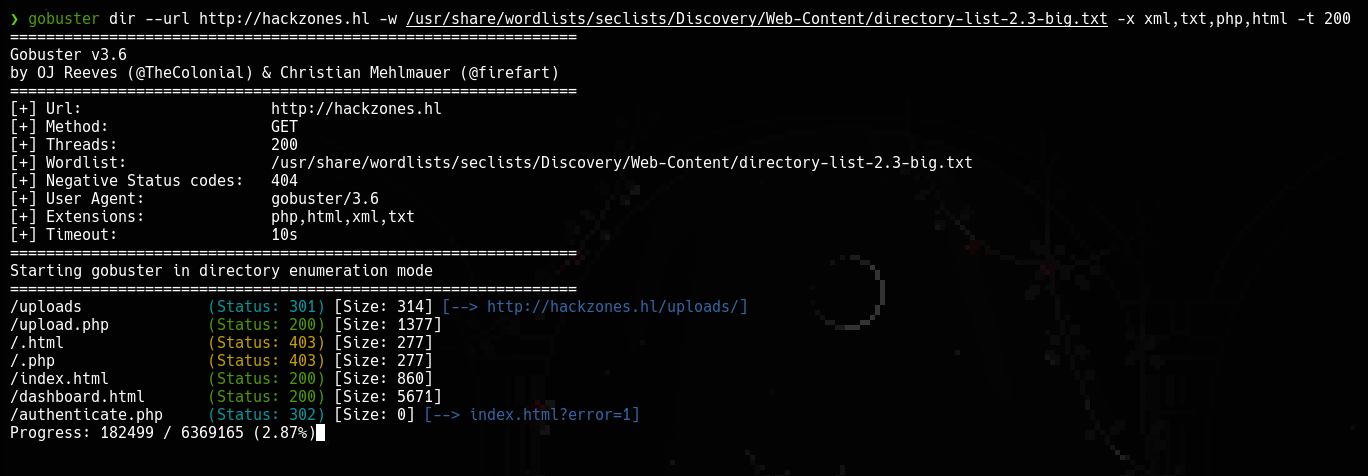 ❯ gobuster dir --url http://hackzones.hl -w /usr/share/wordlists/seclists/Discovery/Web-Content/directory-list-2.3-big.txt -x xml,txt,php,html -t 200
===============================================================
Gobuster v3.6
by OJ Reeves (@TheColonial) & Christian Mehlmauer (@firefart)
===============================================================
[+] Url:                     http://hackzones.hl
[+] Method:                  GET
[+] Threads:                 200
[+] Wordlist:                /usr/share/wordlists/seclists/Discovery/Web-Content/directory-list-2.3-big.txt
[+] Negative Status codes:   404
[+] User Agent:              gobuster/3.6
[+] Extensions:              php,html,xml,txt
[+] Timeout:                 10s
===============================================================
Starting gobuster in directory enumeration mode
===============================================================
/uploads              (Status: 301) [Size: 314] [--> http://hackzones.hl/uploads/]
/upload.php           (Status: 200) [Size: 1377]
/.html                (Status: 403) [Size: 277]
/.php                 (Status: 403) [Size: 277]
/index.html           (Status: 200) [Size: 860]
/dashboard.html       (Status: 200) [Size: 5671]
/authenticate.php     (Status: 302) [Size: 0] [--> index.html?error=1]
Progress: 182499 / 6369165 (2.87%)